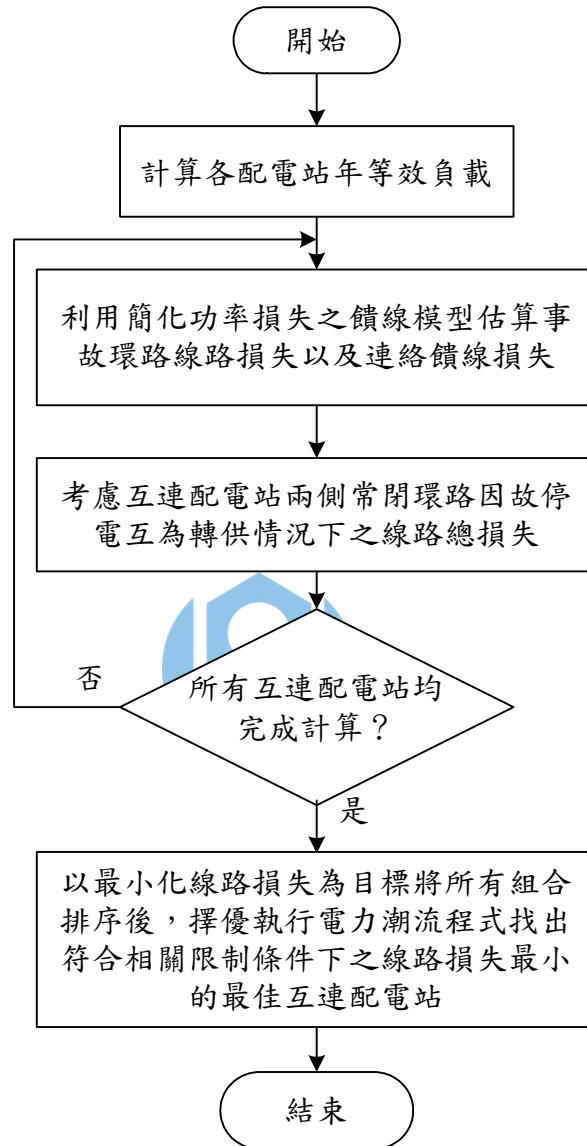 開始
計算各配電站年等效負載
利用簡化功率損失之饋線模型估算事
故環路線路損失以及連絡饋線損失
考慮互連配電站兩側常閉環路因故停
電互為轉供情況下之線路總損失
否
所有互連配電站均
完成計算？
是
以最小化線路損失為目標將所有組合
排序後，擇優執行電力潮流程式找出
符合相關限制條件下之線路損失最小
的最佳互連配電站
結束